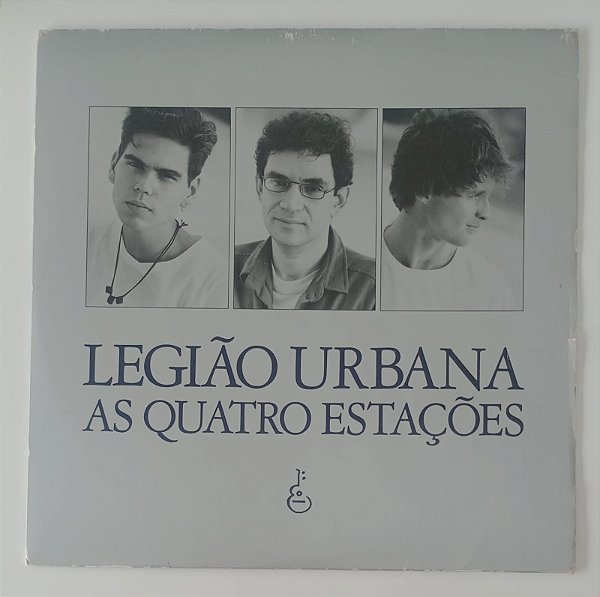 LEGIÃO URBANA
AS QUATRO ESTAÇÕES